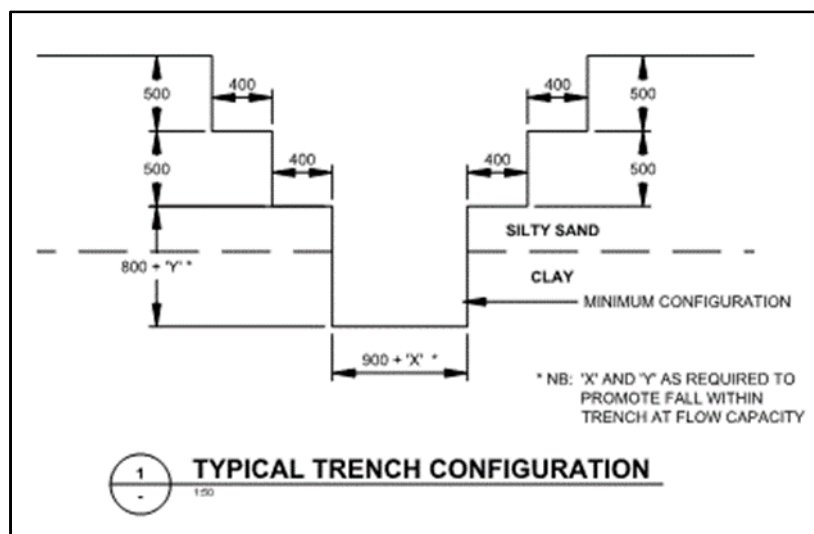 400
400
500
500
400
400
500
500
SILTY SAND
800 + 'Y' *
CLAY
MINIMUM CONFIGURATION
900 + 'X' *
* NB: 'X' AND 'Y' AS REQUIRED TO
PROMOTE FALL WITHIN
TRENCH AT FLOW CAPACITY
1
-
TYPICAL TRENCH CONFIGURATION
1:50